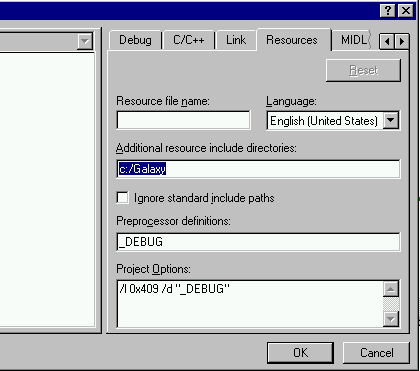 Debug C/C++ Link Resources MIDL
Reset
Resource file name: Language:
English (United States)
Additional resource include directories:
c:/Galaxy
Ignore standard include paths
Preprocessor definitions:
_DEBUG
Project Options:
/l 0x409 /d "_DEBUG"
OK Cancel